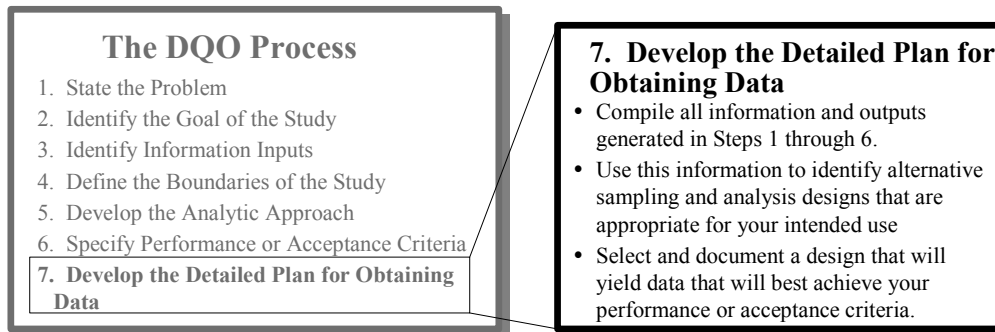 The DQO Process
1. State the Problem
2. Identify the Goal of the Study
3. Identify Information Inputs
4. Define the Boundaries of the Study
5. Develop the Analytic Approach
6. Specify Performance or Acceptance Criteria
7. Develop the Detailed Plan for Obtaining
Data
7. Develop the Detailed Plan for
Obtaining Data
• Compile all information and outputs
generated in Steps 1 through 6.
• Use this information to identify alternative
sampling and analysis designs that are
appropriate for your intended use
• Select and document a design that will
yield data that will best achieve your
performance or acceptance criteria.